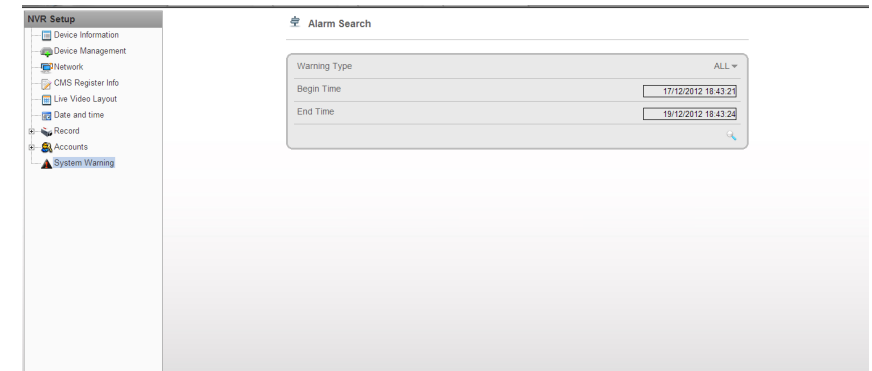 NVR Setup
Device Information
Device Management
Network
CMS Register Info
Live Video Layout
Date and time
Record
Accounts
System Warning
Alarm Search
Warning Type ALL
Begin Time 17/12/2012 18:43:21
End Time 19/12/2012 18:43:24